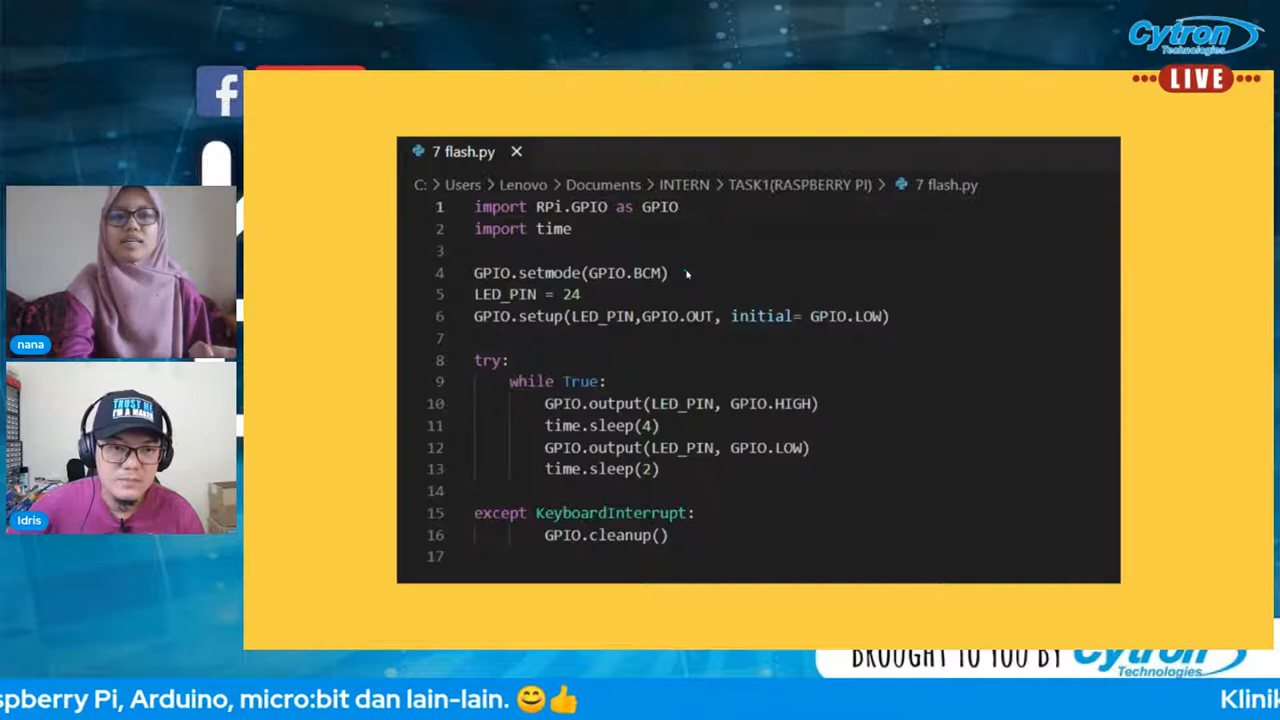 Cytron
Technologies
LIVE
f
7 flash.py
C: > Users > Lenovo > Documents > INTERN > TASK1(RASPBERRY PI) > 7 flash.py
1 import RPi.GPIO as GPIO
2 import time
3
4 GPIO.setmode(GPIO.BCM)
5 LED_PIN = 24
6 GPIO.setup(LED_PIN,GPIO.OUT, initial= GPIO.LOW)
7
8 try:
9 while True:
10 GPIO.output(LED_PIN, GPIO.HIGH)
11 time.sleep(4)
12 GPIO.output(LED_PIN, GPIO.LOW)
13 time.sleep(2)
14
15 except KeyboardInterrupt:
16 GPIO.cleanup()
17
nana
TRUST ME
I'M A MAKER
Idris
BROUGHT TO YOU BY Cytron
Technologies
spberry Pi, Arduino, micro:bit dan lain-lain. 😊👍
Klinik